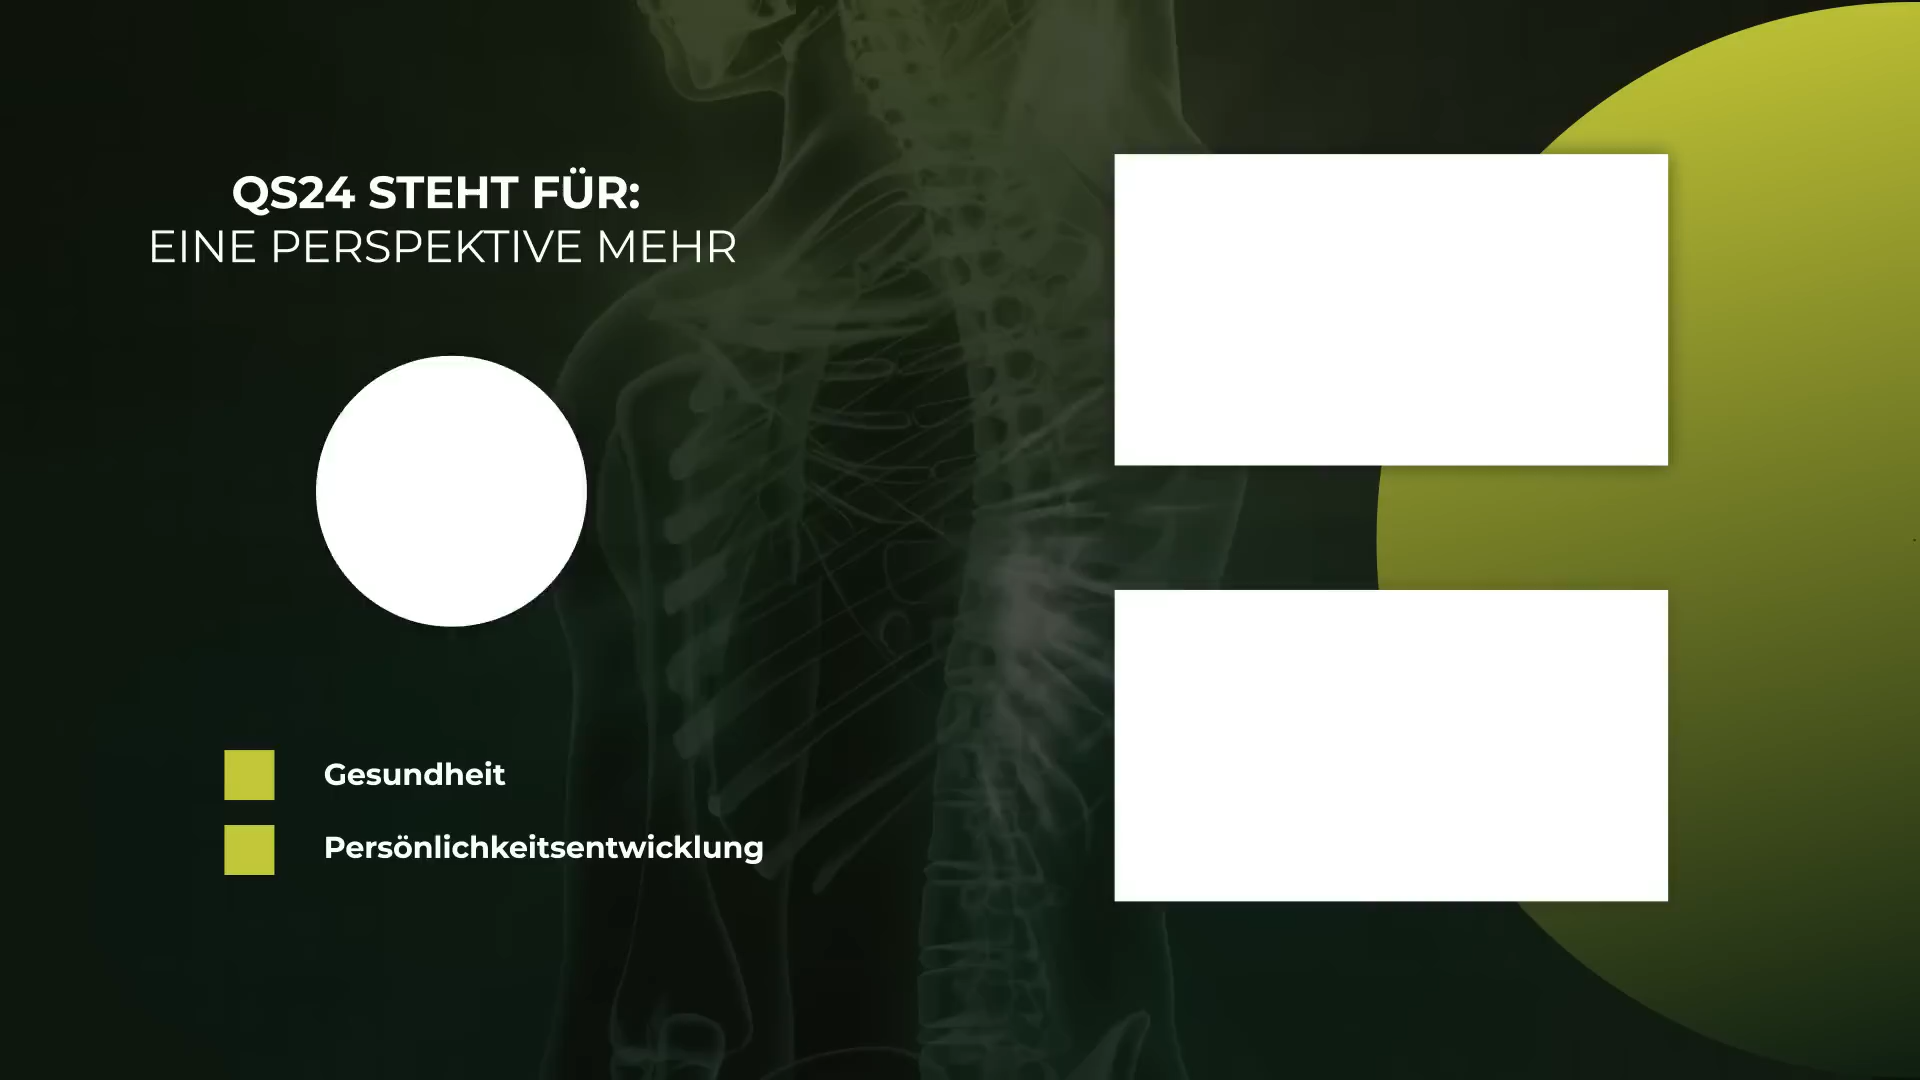 QS24 STEHT FÜR:
EINE PERSPEKTIVE MEHR
Gesundheit
Persönlichkeitsentwicklung